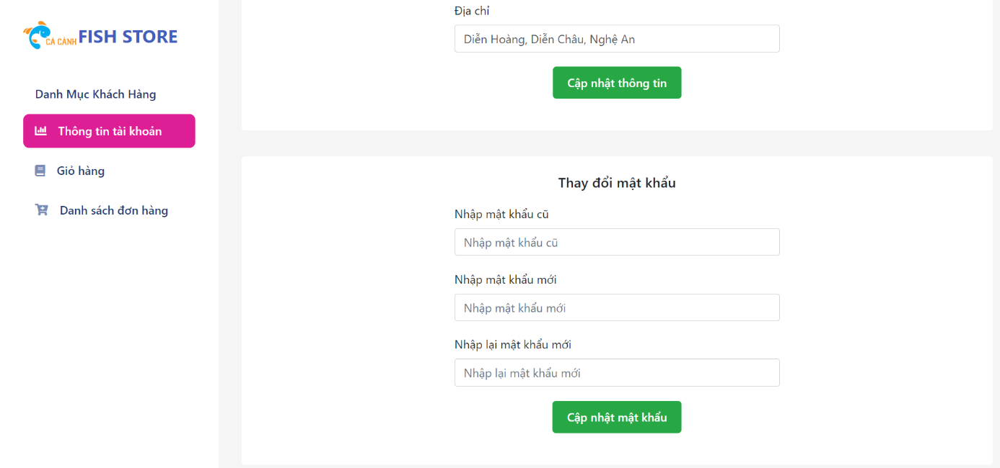 CÁ CẢNH FISH STORE
Danh Mục Khách Hàng
Thông tin tài khoản
Giỏ hàng
Danh sách đơn hàng
Địa chỉ
Diễn Hoàng, Diễn Châu, Nghệ An
Cập nhật thông tin
Thay đổi mật khẩu
Nhập mật khẩu cũ
Nhập mật khẩu cũ
Nhập mật khẩu mới
Nhập mật khẩu mới
Nhập lại mật khẩu mới
Nhập lại mật khẩu mới
Cập nhật mật khẩu